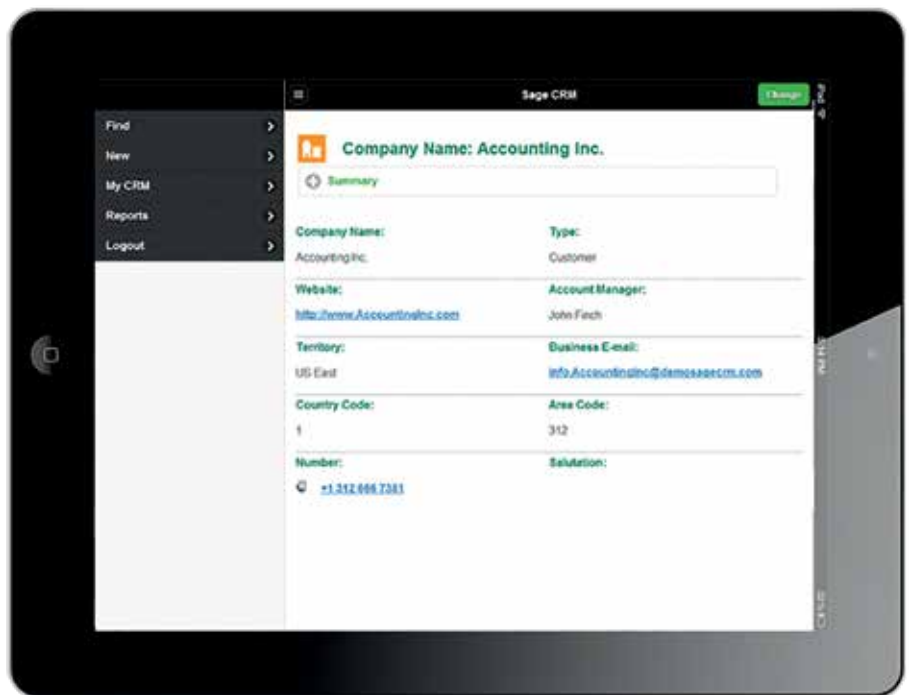 Sage CRM
Change
Find
New
My CRM
Reports
Logout
Company Name: Accounting Inc.
Summary
Company Name:
Type:
Accounting Inc.
Customer
Website:
Account Manager:
http://www.AccountingInc.com
John Finch
Territory:
Business E-mail:
US East
info.AccountingInc@demosagecrm.com
Country Code:
Area Code:
1
312
Number:
Salutation:
+1 312 666 7381